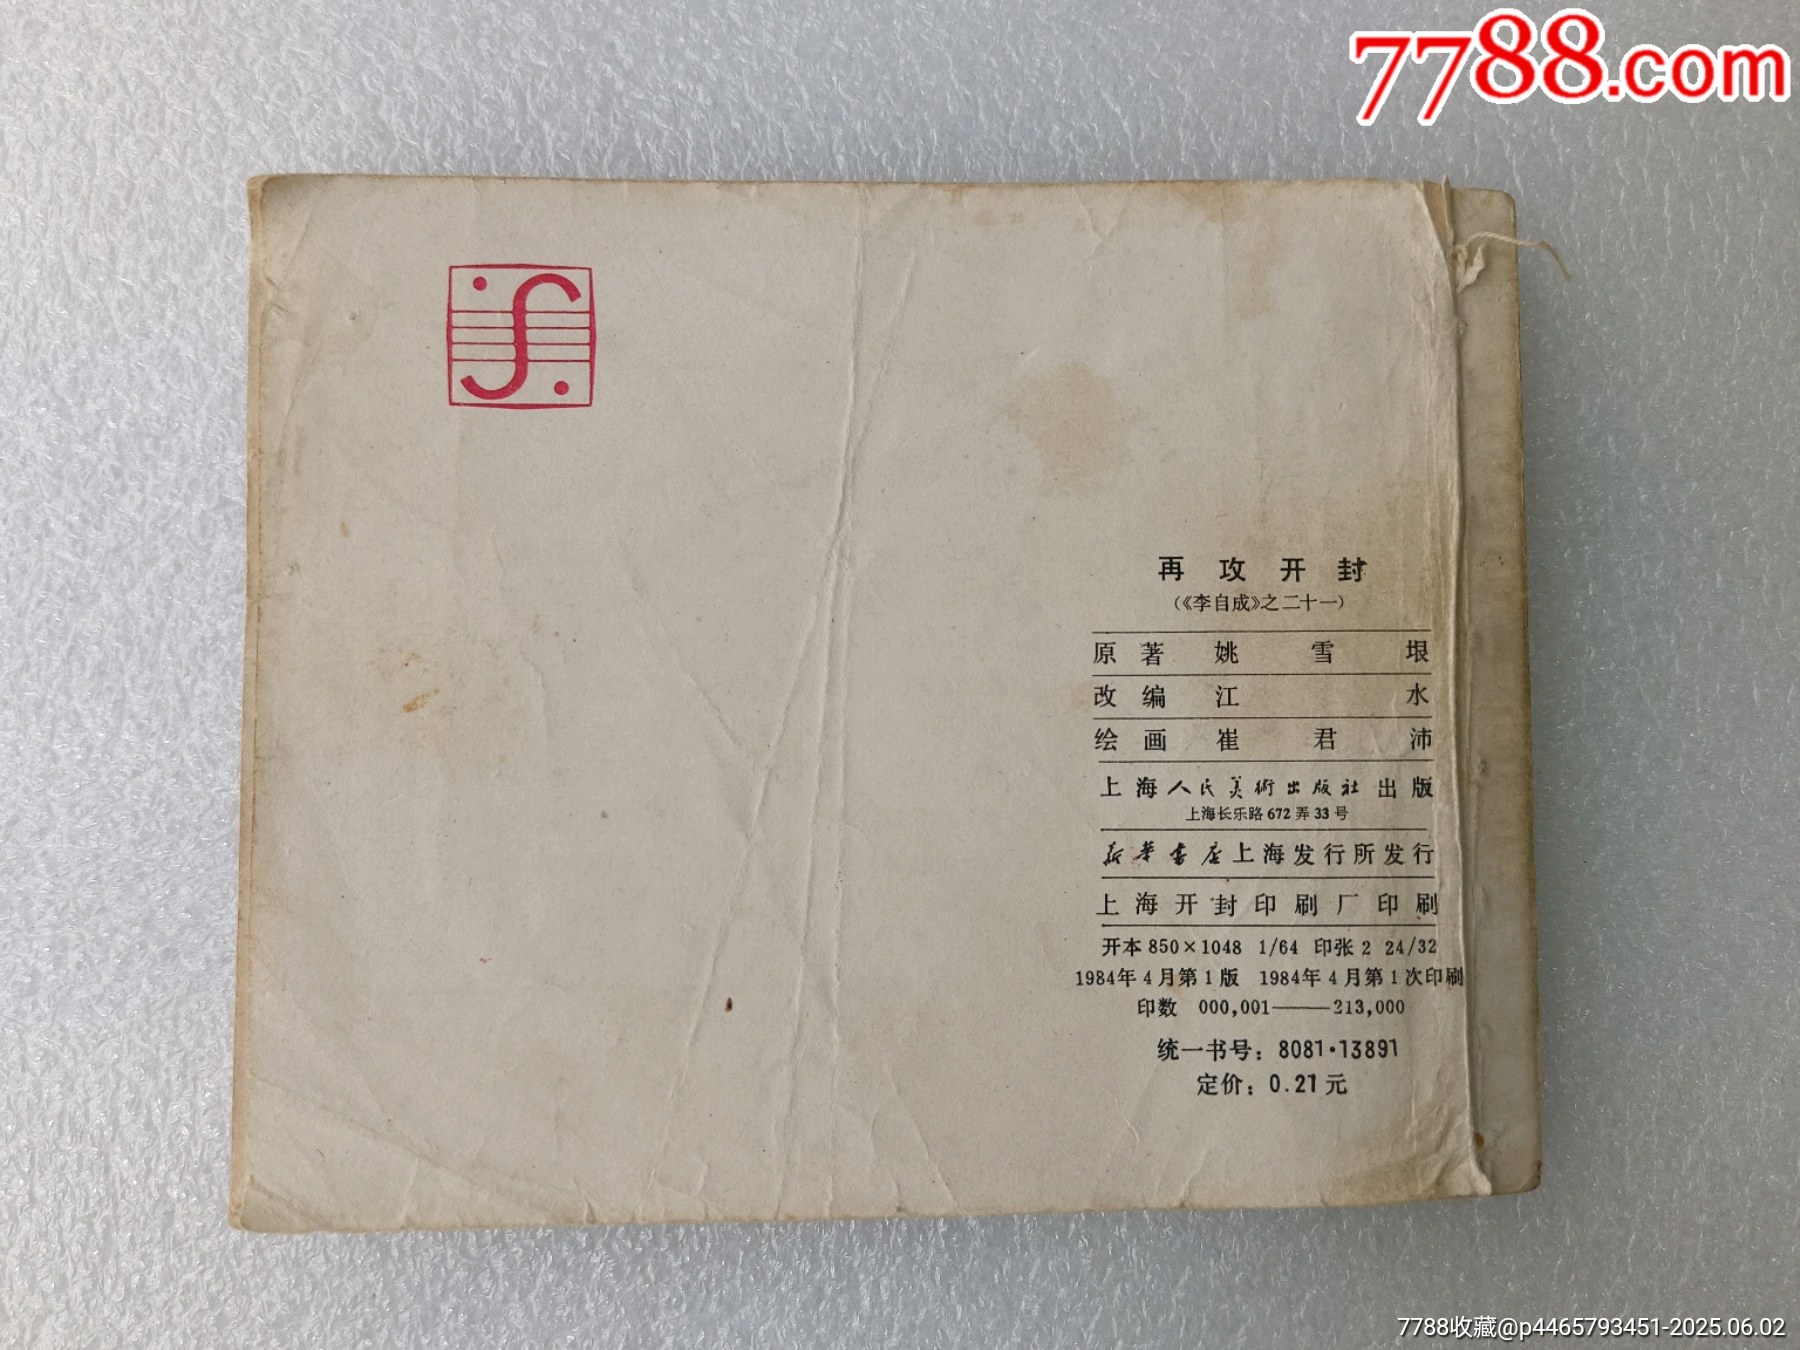 7788.com
再攻开封
(《李自成》之二十一)
原著 姚雪垠
改编 江水
绘画 崔君沛
上海人民美術出版社出版
上海长乐路672弄33号
新华书店上海发行所发行
上海开封印刷厂印刷
开本 850×1048 1/64 印张 2 24/32
1984年4月第1版 1984年4月第1次印刷
印数 000,001——213,000
统一书号：8081·13891
定价：0.21元
7788收藏@p4465793451-2025.06.02